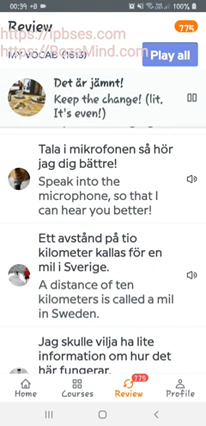 00:39
100%
Review
775
https://ipbses.com
https://BozaMind.com
MY VOCAB (1613)
Play all
Det är jämnt!
Keep the change! (lit.
It's even!)
Tala i mikrofonen så hör
jag dig bättre!
Speak into the
microphone, so that I
can hear you better!
Ett avstånd på tio
kilometer kallas för en
mil i Sverige.
A distance of ten
kilometers is called a mil
in Sweden.
Jag skulle vilja ha lite
information om hur det
här fungerar.
775
Home
Courses
Review
Profile